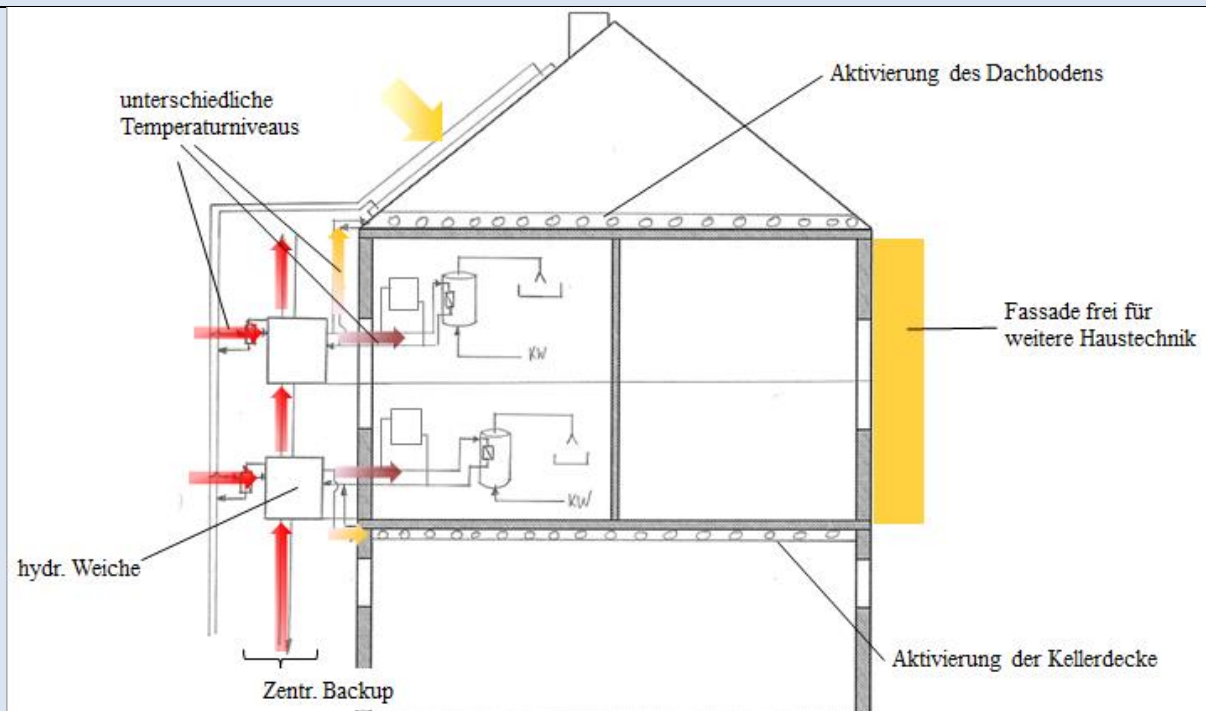 Aktivierung des Dachbodens
unterschiedliche
Temperaturniveaus
Fassade frei für
weitere Haustechnik
KW
KW
hydr. Weiche
Aktivierung der Kellerdecke
Zentr. Backup